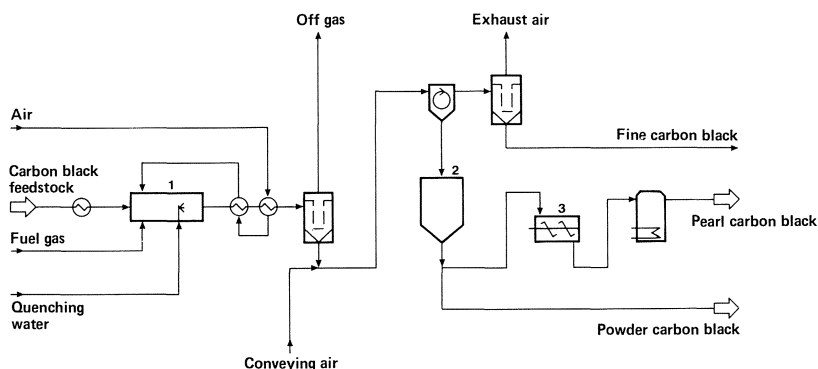 Off gas
Exhaust air
Air
Fine carbon black
Carbon black
feedstock
1
2
3
Pearl carbon black
Fuel gas
Quenching
water
Powder carbon black
Conveying air